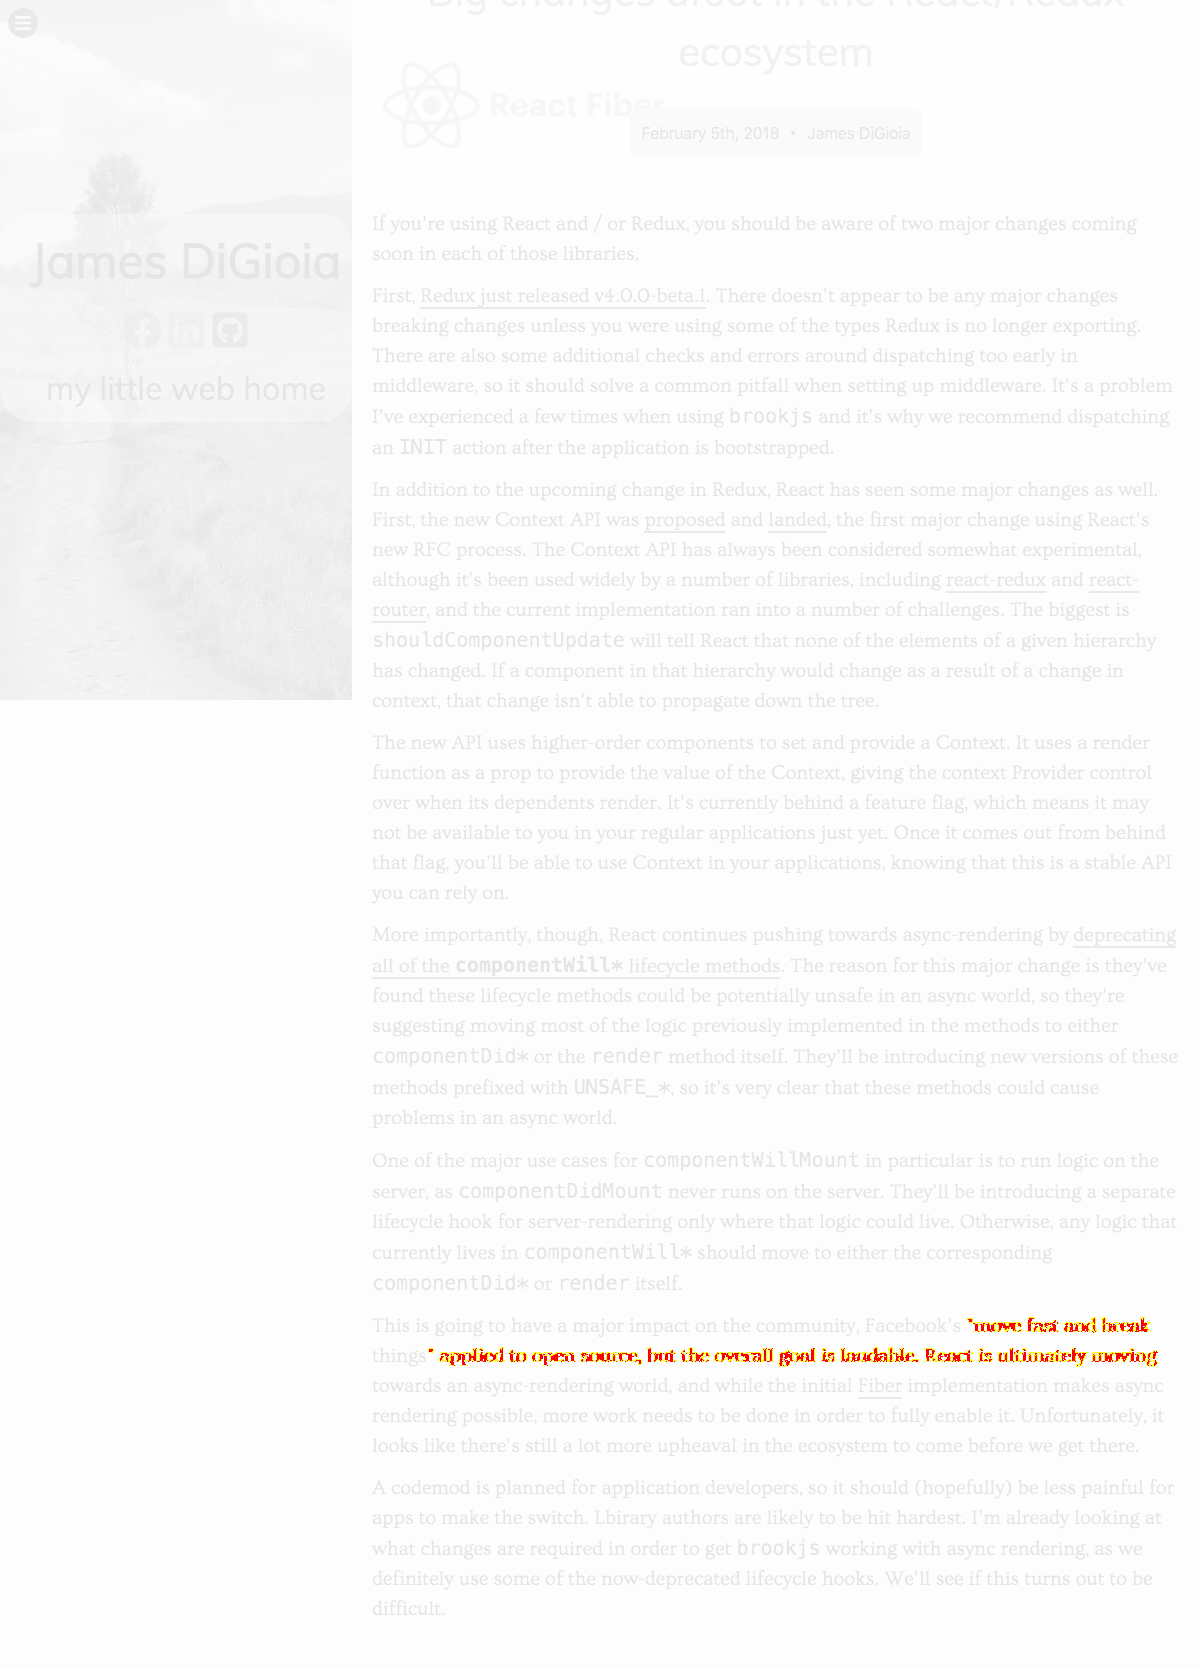 Big changes afoot in the React/Redux
ecosystem
React Fiber
February 5th, 2018 • James DiGioia
James DiGioia
my little web home
If you're using React and / or Redux, you should be aware of two major changes coming
soon in each of those libraries.
First, Redux just released v4.0.0-beta.1. There doesn't appear to be any major changes
breaking changes unless you were using some of the types Redux is no longer exporting.
There are also some additional checks and errors around dispatching too early in
middleware, so it should solve a common pitfall when setting up middleware. It's a problem
I've experienced a few times when using brookjs and it's why we recommend dispatching
an INIT action after the application is bootstrapped.
In addition to the upcoming change in Redux, React has seen some major changes as well.
First, the new Context API was proposed and landed, the first major change using React's
new RFC process. The Context API has always been considered somewhat experimental,
although it's been used widely by a number of libraries, including react-redux and react-
router, and the current implementation ran into a number of challenges. The biggest is
shouldComponentUpdate will tell React that none of the elements of a given hierarchy
has changed. If a component in that hierarchy would change as a result of a change in
context, that change isn't able to propagate down the tree.
The new API uses higher-order components to set and provide a Context. It uses a render
function as a prop to provide the value of the Context, giving the context Provider control
over when its dependents render. It's currently behind a feature flag, which means it may
not be available to you in your regular applications just yet. Once it comes out from behind
that flag, you'll be able to use Context in your applications, knowing that this is a stable API
you can rely on.
More importantly, though, React continues pushing towards async-rendering by deprecating
all of the componentWill* lifecycle methods. The reason for this major change is they've
found these lifecycle methods could be potentially unsafe in an async world, so they're
suggesting moving most of the logic previously implemented in the methods to either
componentDid* or the render method itself. They'll be introducing new versions of these
methods prefixed with UNSAFE_*, so it's very clear that these methods could cause
problems in an async world.
One of the major use cases for componentWillMount in particular is to run logic on the
server, as componentDidMount never runs on the server. They'll be introducing a separate
lifecycle hook for server-rendering only where that logic could live. Otherwise, any logic that
currently lives in componentWill* should move to either the corresponding
componentDid* or render itself.
This is going to have a major impact on the community, Facebook's "move fast and break
things" applied to open source, but the overall goal is laudable. React is ultimately moving
towards an async-rendering world, and while the initial Fiber implementation makes async
rendering possible, more work needs to be done in order to fully enable it. Unfortunately, it
looks like there's still a lot more upheaval in the ecosystem to come before we get there.
A codemod is planned for application developers, so it should (hopefully) be less painful for
apps to make the switch. Lbirary authors are likely to be hit hardest. I'm already looking at
what changes are required in order to get brookjs working with async rendering, as we
definitely use some of the now-deprecated lifecycle hooks. We'll see if this turns out to be
difficult.